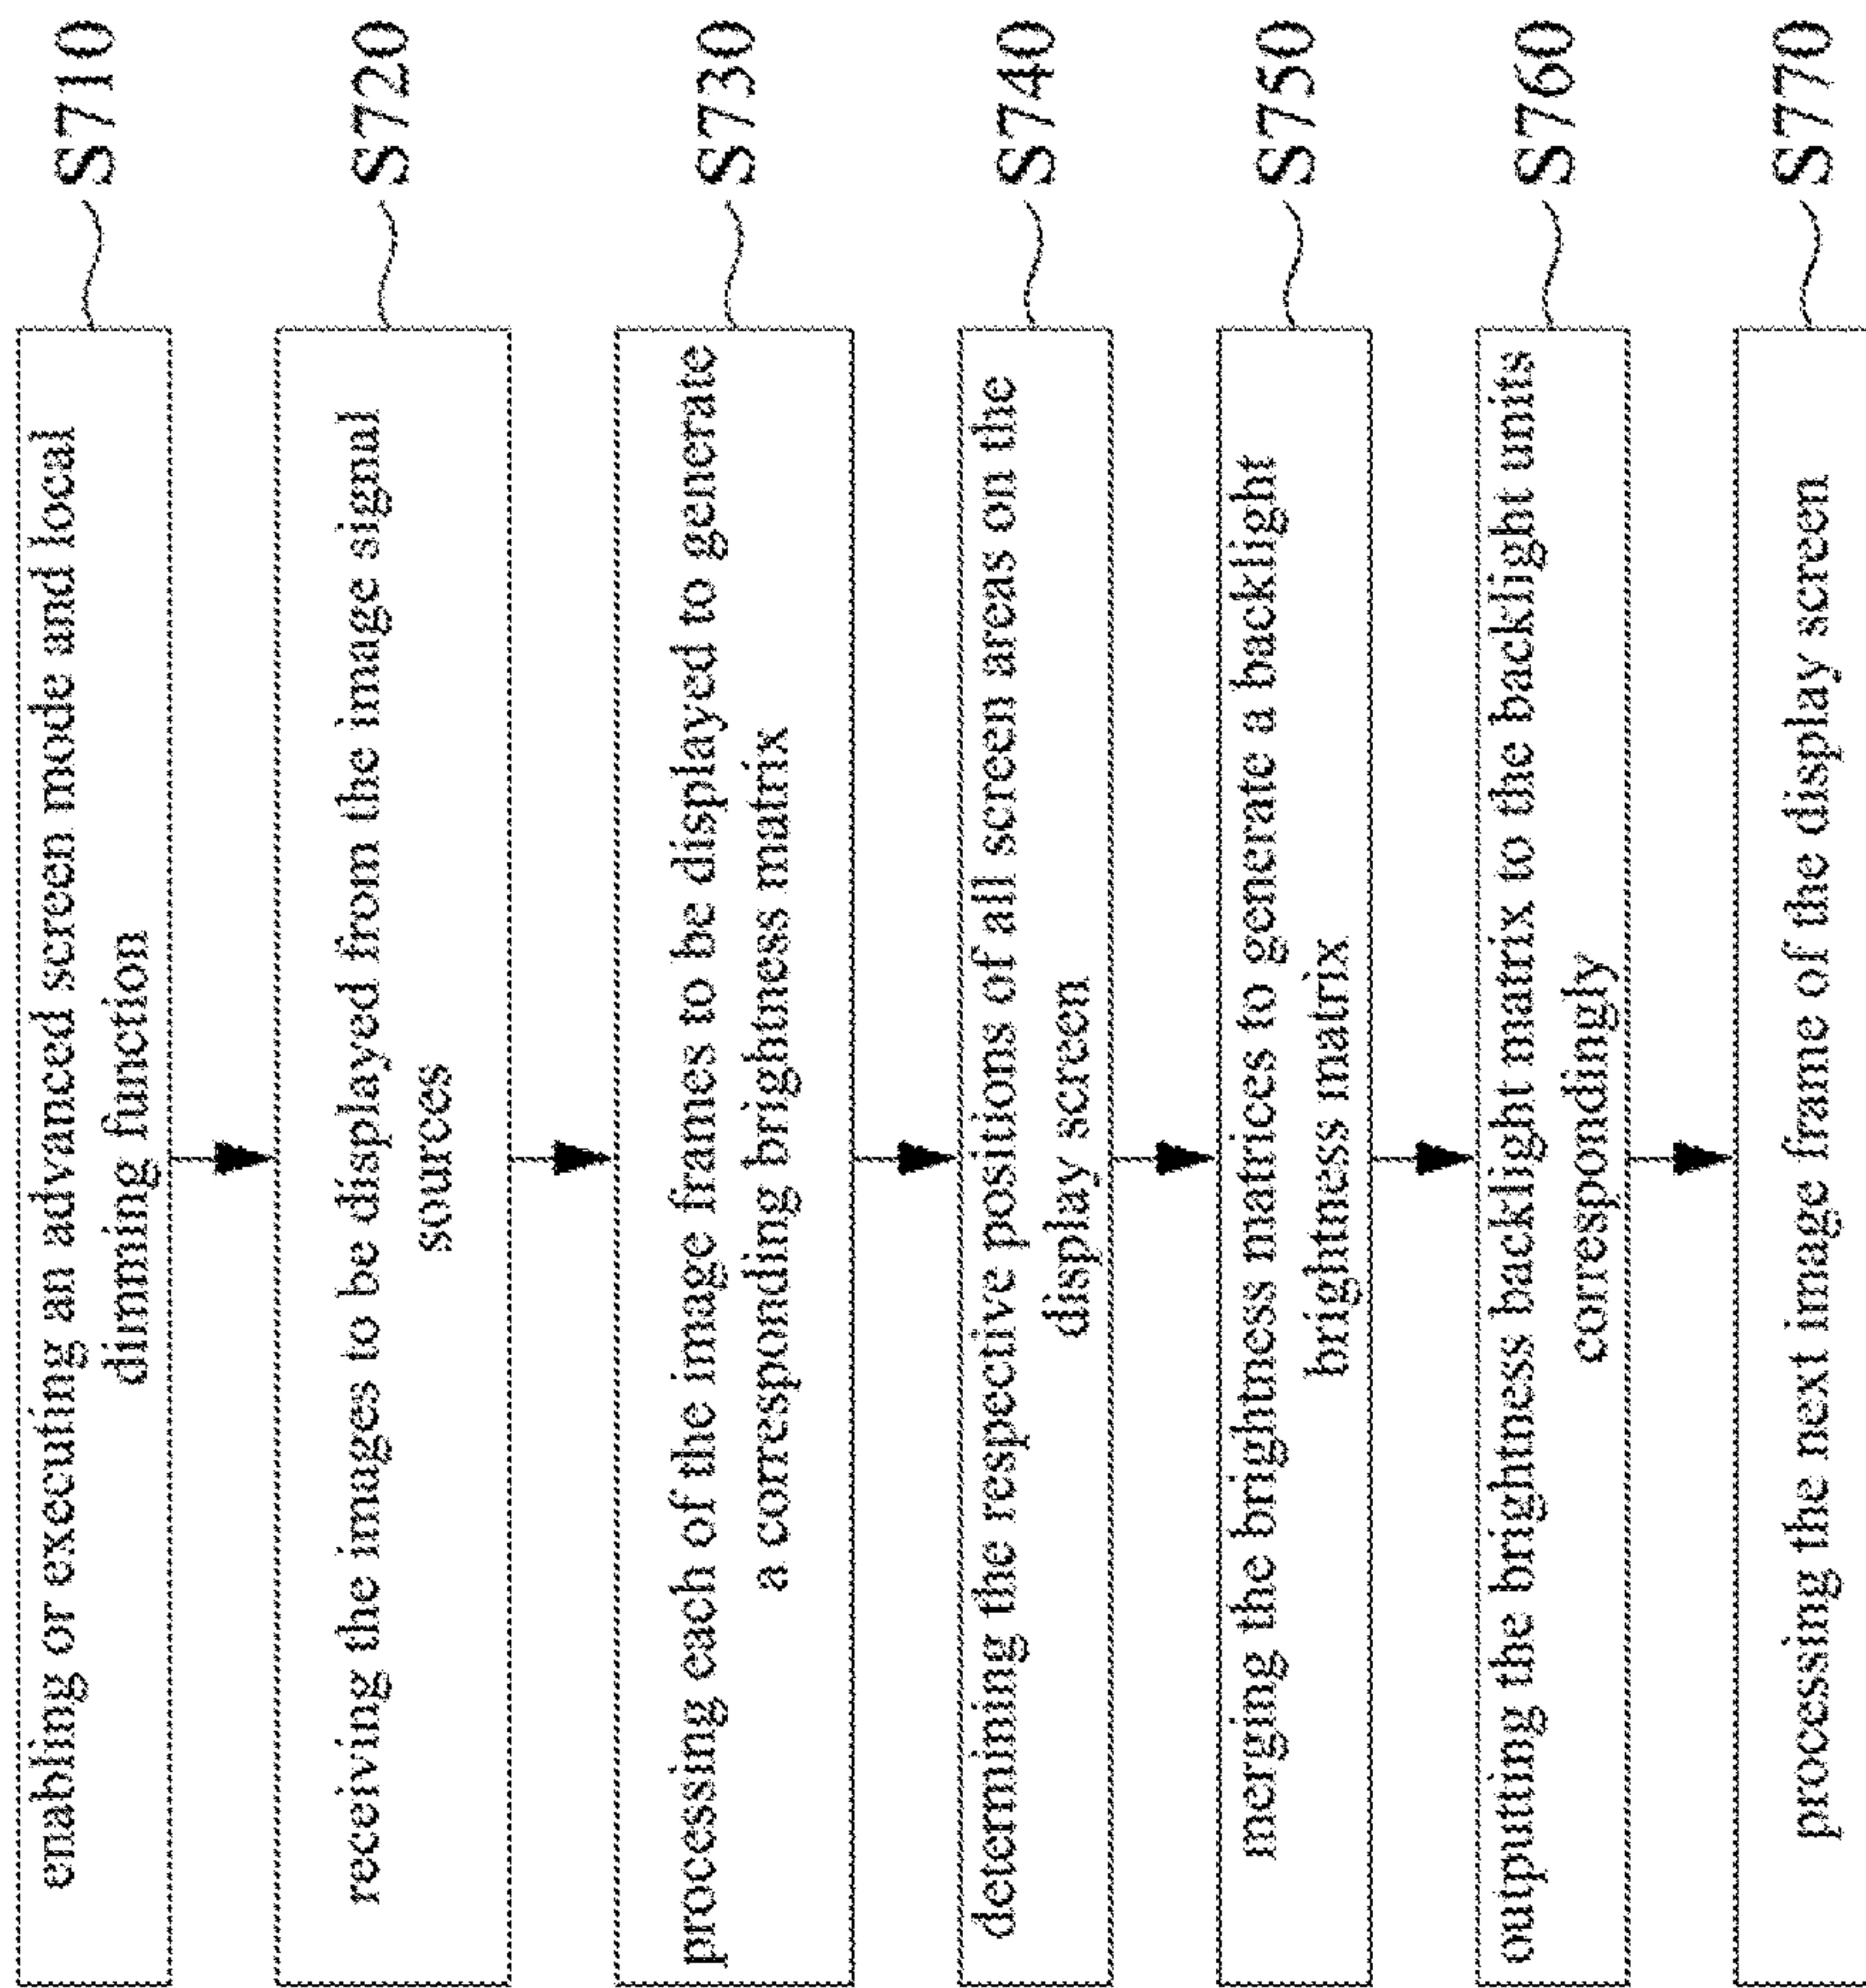 enabling or executing an advanced screen mode and local
dimming function
S710
receiving the images to be displayed from the image signal
sources
S720
processing each of the image frames to be displayed to generate
a corresponding brightness matrix
S730
determining the respective positions of all screen areas on the
display screen
S740
merging the brightness matrices to generate a backlight
brightness matrix
S750
outputting the brightness backlight matrix to the backlight units
correspondingly
S760
processing the next image frame of the display screen
S770